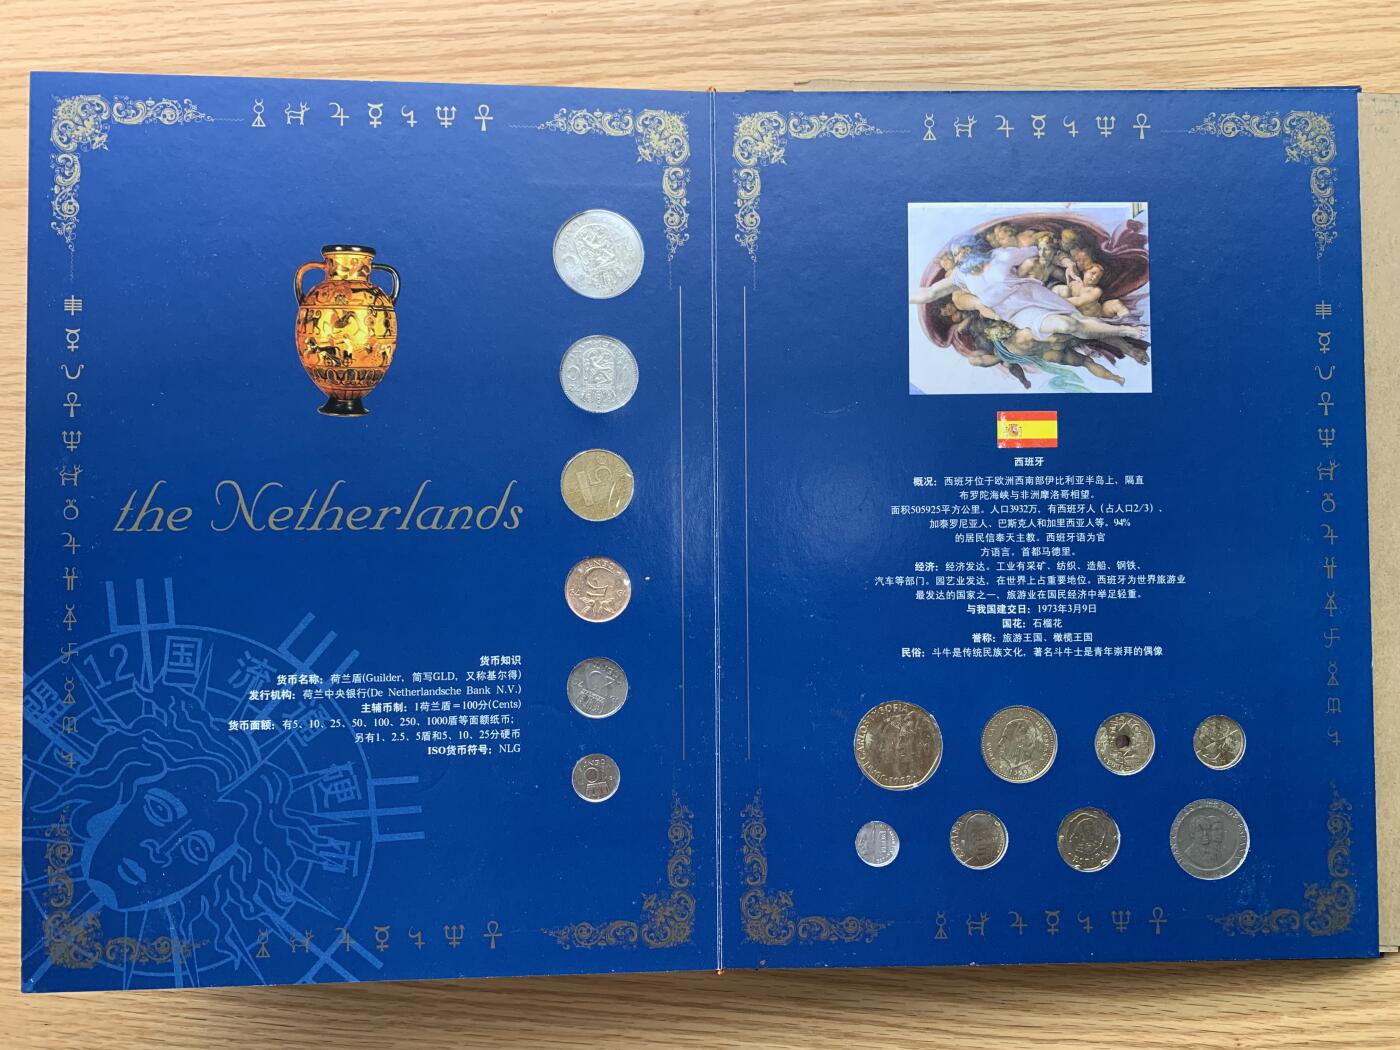 the Netherlands
货币知识
货币名称：荷兰盾(Guilder，简写GLD，又称基尔得)
发行机构：荷兰中央银行(De Netherlandsche Bank N.V.)
主辅币制：1荷兰盾＝100分(Cents)
货币面额：有5、10、25、50、100、250、1000盾等面额纸币；
另有1、2.5、5盾和5、10、25分硬币
ISO货币符号：NLG
盟12国流通硬币
西班牙
概况：西班牙位于欧洲西南部伊比利亚半岛上，隔直
布罗陀海峡与非洲摩洛哥相望。
面积505925平方公里。人口3932万，有西班牙人（占人口2/3）、
加泰罗尼亚人、巴斯克人和加里西亚人等。94%
的居民信奉天主教。西班牙语为官
方语言。首都马德里。
经济：经济发达。工业有采矿、纺织、造船、钢铁、
汽车等部门。园艺业发达，在世界上占重要地位。西班牙为世界旅游业
最发达的国家之一，旅游业在国民经济中举足轻重。
与我国建交日：1973年3月9日
国花：石榴花
誉称：旅游王国、橄榄王国
民俗：斗牛是传统民族文化，著名斗牛士是青年崇拜的偶像